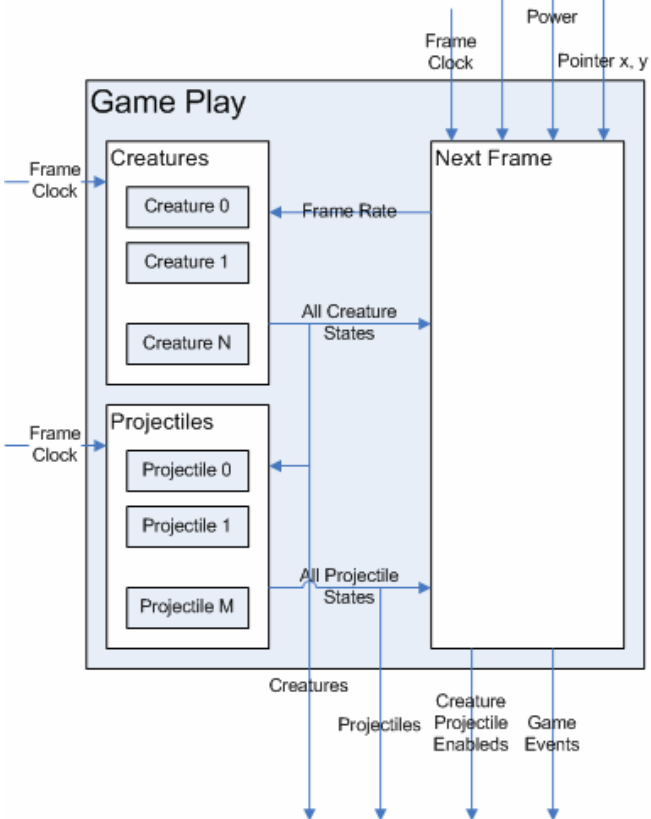 Power
Frame
Clock
Pointer x, y
Game Play
Creatures
Next Frame
Frame
Clock
Creature 0
Frame Rate
Creature 1
All Creature
States
Creature N
Projectiles
Frame
Clock
Projectile 0
Projectile 1
All Projectile
States
Projectile M
Creatures
Projectiles
Creature
Projectile
Enableds
Game
Events